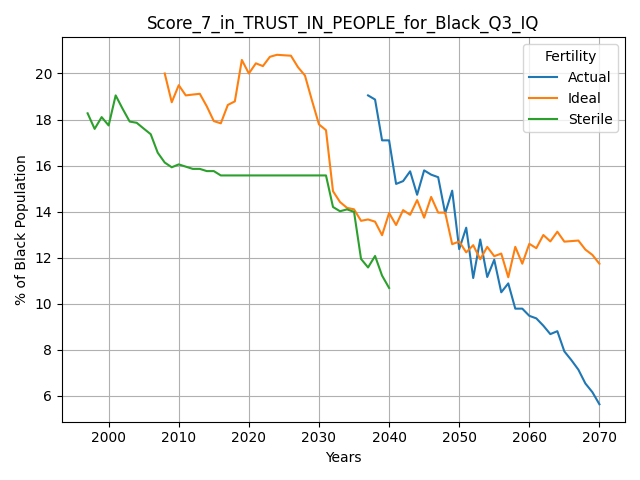 Score_7_in_TRUST_IN_PEOPLE_for_Black_Q3_IQ
Fertility
Actual
Ideal
Sterile
% of Black Population
20
18
16
14
12
10
8
6
2000 2010 2020 2030 2040 2050 2060 2070
Years